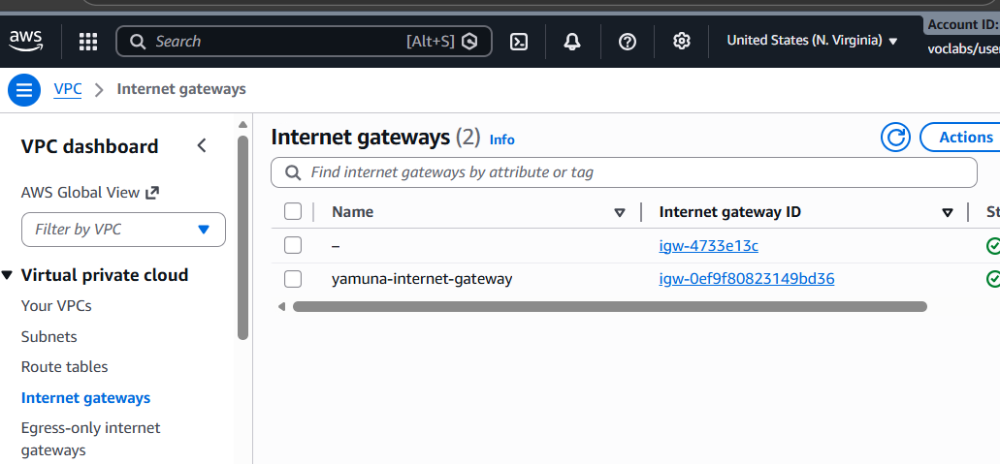 aws
Search [Alt+S]
United States (N. Virginia)
Account ID:
voclabs/use
VPC
Internet gateways
VPC dashboard
AWS Global View
Filter by VPC
Virtual private cloud
Your VPCs
Subnets
Route tables
Internet gateways
Egress-only internet
gateways
Internet gateways (2) Info
Actions
Find internet gateways by attribute or tag
Name Internet gateway ID St
– igw-4733e13c
yamuna-internet-gateway igw-0ef9f80823149bd36